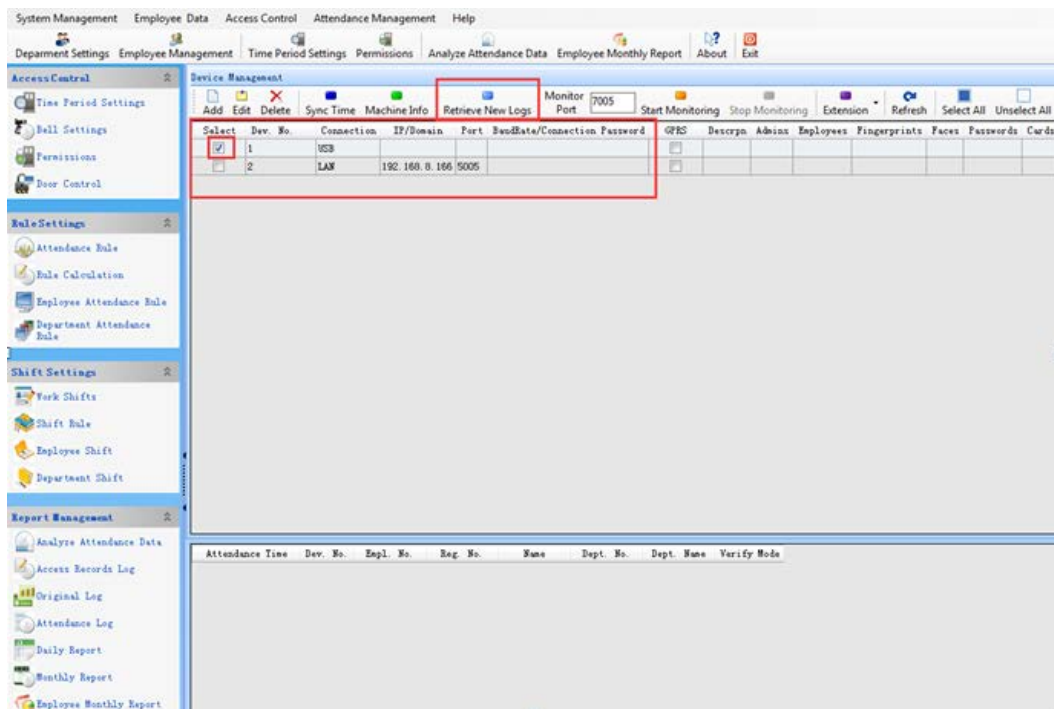 System Management Employee Data Access Control Attendance Management Help
Deparment Settings Employee Management Time Period Settings Permissions Analyze Attendance Data Employee Monthly Report About Exit
Access Control
Time Period Settings
Bell Settings
Permissions
Door Control
Rule Settings
Attendance Rule
Rule Calculation
Employee Attendance Rule
Department Attendance
Rule
Shift Settings
Work Shifts
Shift Rule
Employee Shift
Department Shift
Report Management
Analyze Attendance Data
Access Records Log
Original Log
Attendance Log
Daily Report
Monthly Report
Employee Monthly Report
Device Management
Add Edit Delete Sync Time Machine Info Retrieve New Logs Monitor Port 7005 Start Monitoring Stop Monitoring Extension Refresh Select All Unselect All
Select Dev. No. Connection IP/Domain Port BaudRate/Connection Password GPRS Descrpn Admins Employees Fingerprints Faces Passwords Cards
1 USB
2 LAN 192.168.8.166 5005
Attendance Time Dev. No. Empl. No. Reg. No. Name Dept. No. Dept. Name Verify Mode